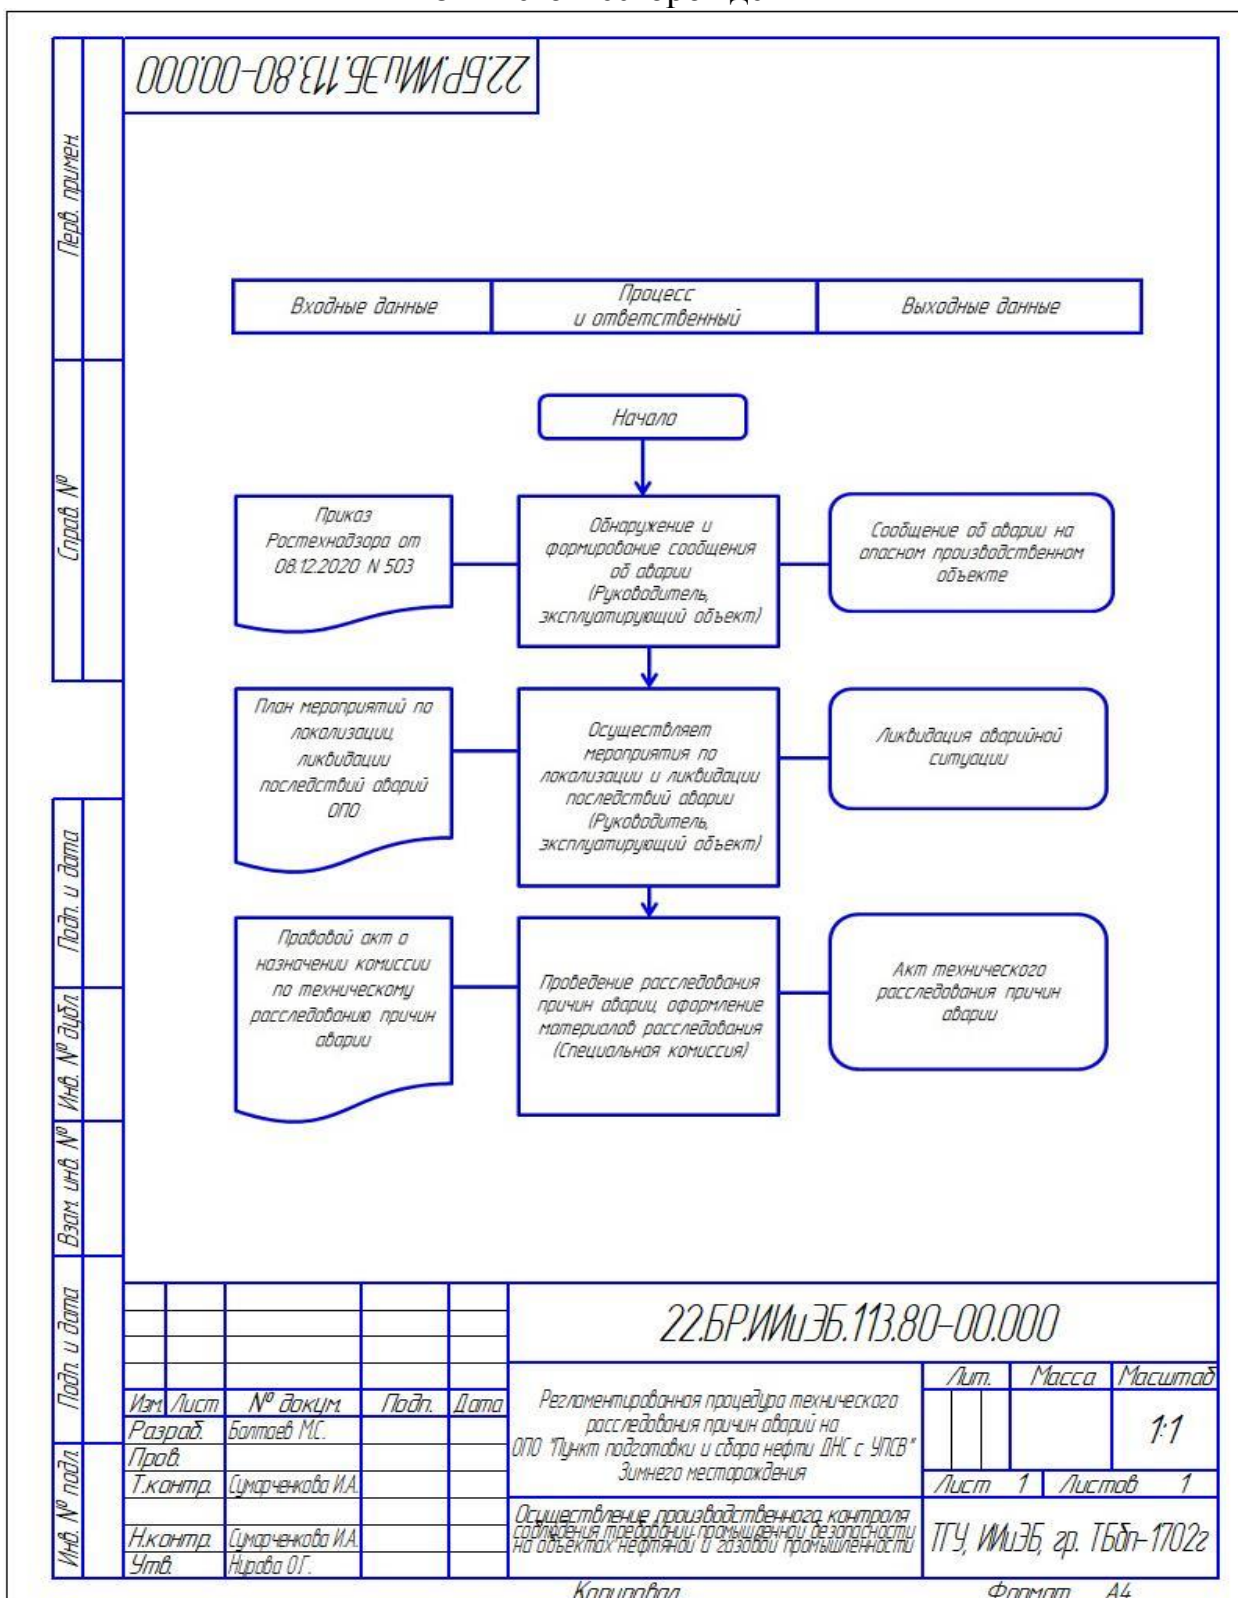 22.БР.ИИиЭБ.113.80-00.000
Перв. примен.
Справ. №
Подп. и дата
Инв. № дубл.
Взам. инв. №
Подп. и дата
Инв. № подл.
Входные данные
Процесс
и ответственный
Выходные данные
Начало
Приказ
Ростехнадзора от
08.12.2020 N 503
Обнаружение и
формирование сообщения
об аварии
(Руководитель,
эксплуатирующий объект)
Сообщение об аварии на
опасном производственном
объекте
План мероприятий по
локализации,
ликвидации
последствий аварий
ОПО
Осуществляет
мероприятия по
локализации и ликвидации
последствий аварии
(Руководитель,
эксплуатирующий объект)
Ликвидация аварийной
ситуации
Правовой акт о
назначении комиссии
по техническому
расследованию причин
аварии
Проведение расследования
причин аварии, оформление
материалов расследования
(Специальная комиссия)
Акт технического
расследования причин
аварии
22.БР.ИИиЭБ.113.80-00.000
Изм. Лист № докум. Подп. Дата
Разраб. Балтаев М.С.
Пров.
Т.контр. Сумарченкова И.А.
Н.контр. Сумарченкова И.А.
Утв. Нурова О.Г.
Регламентированная процедура технического
расследования причин аварий на
ОПО "Пункт подготовки и сбора нефти ДНС с УПСВ"
Зимнего месторождения
Лит. Масса Масштаб
1:1
Лист 1 Листов 1
Осуществление производственного контроля
соблюдения требований промышленной безопасности
на объектах нефтяной и газовой промышленности
ТГУ, ИИиЭБ, гр. ТБбп-1702г
Копировал
Формат А4